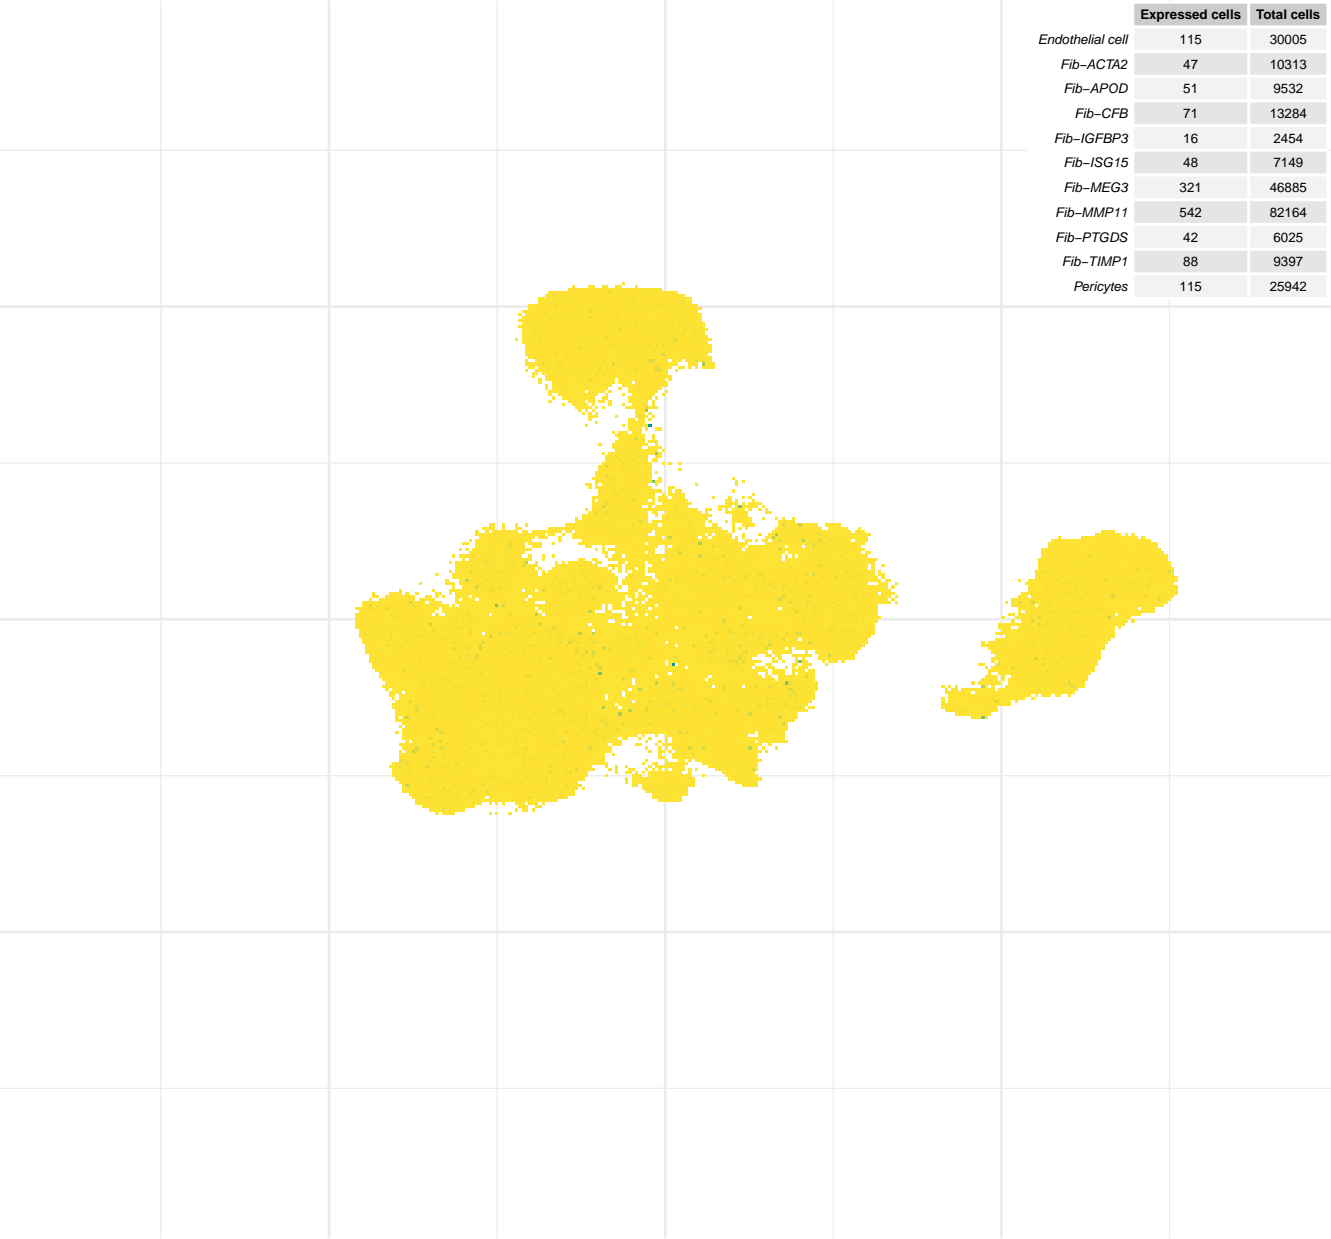 Expressed cells Total cells
Endothelial cell 115 30005
Fib−ACTA2 47 10313
Fib−APOD 51 9532
Fib−CFB 71 13284
Fib−IGFBP3 16 2454
Fib−ISG15 48 7149
Fib−MEG3 321 46885
Fib−MMP11 542 82164
Fib−PTGDS 42 6025
Fib−TIMP1 88 9397
Pericytes 115 25942